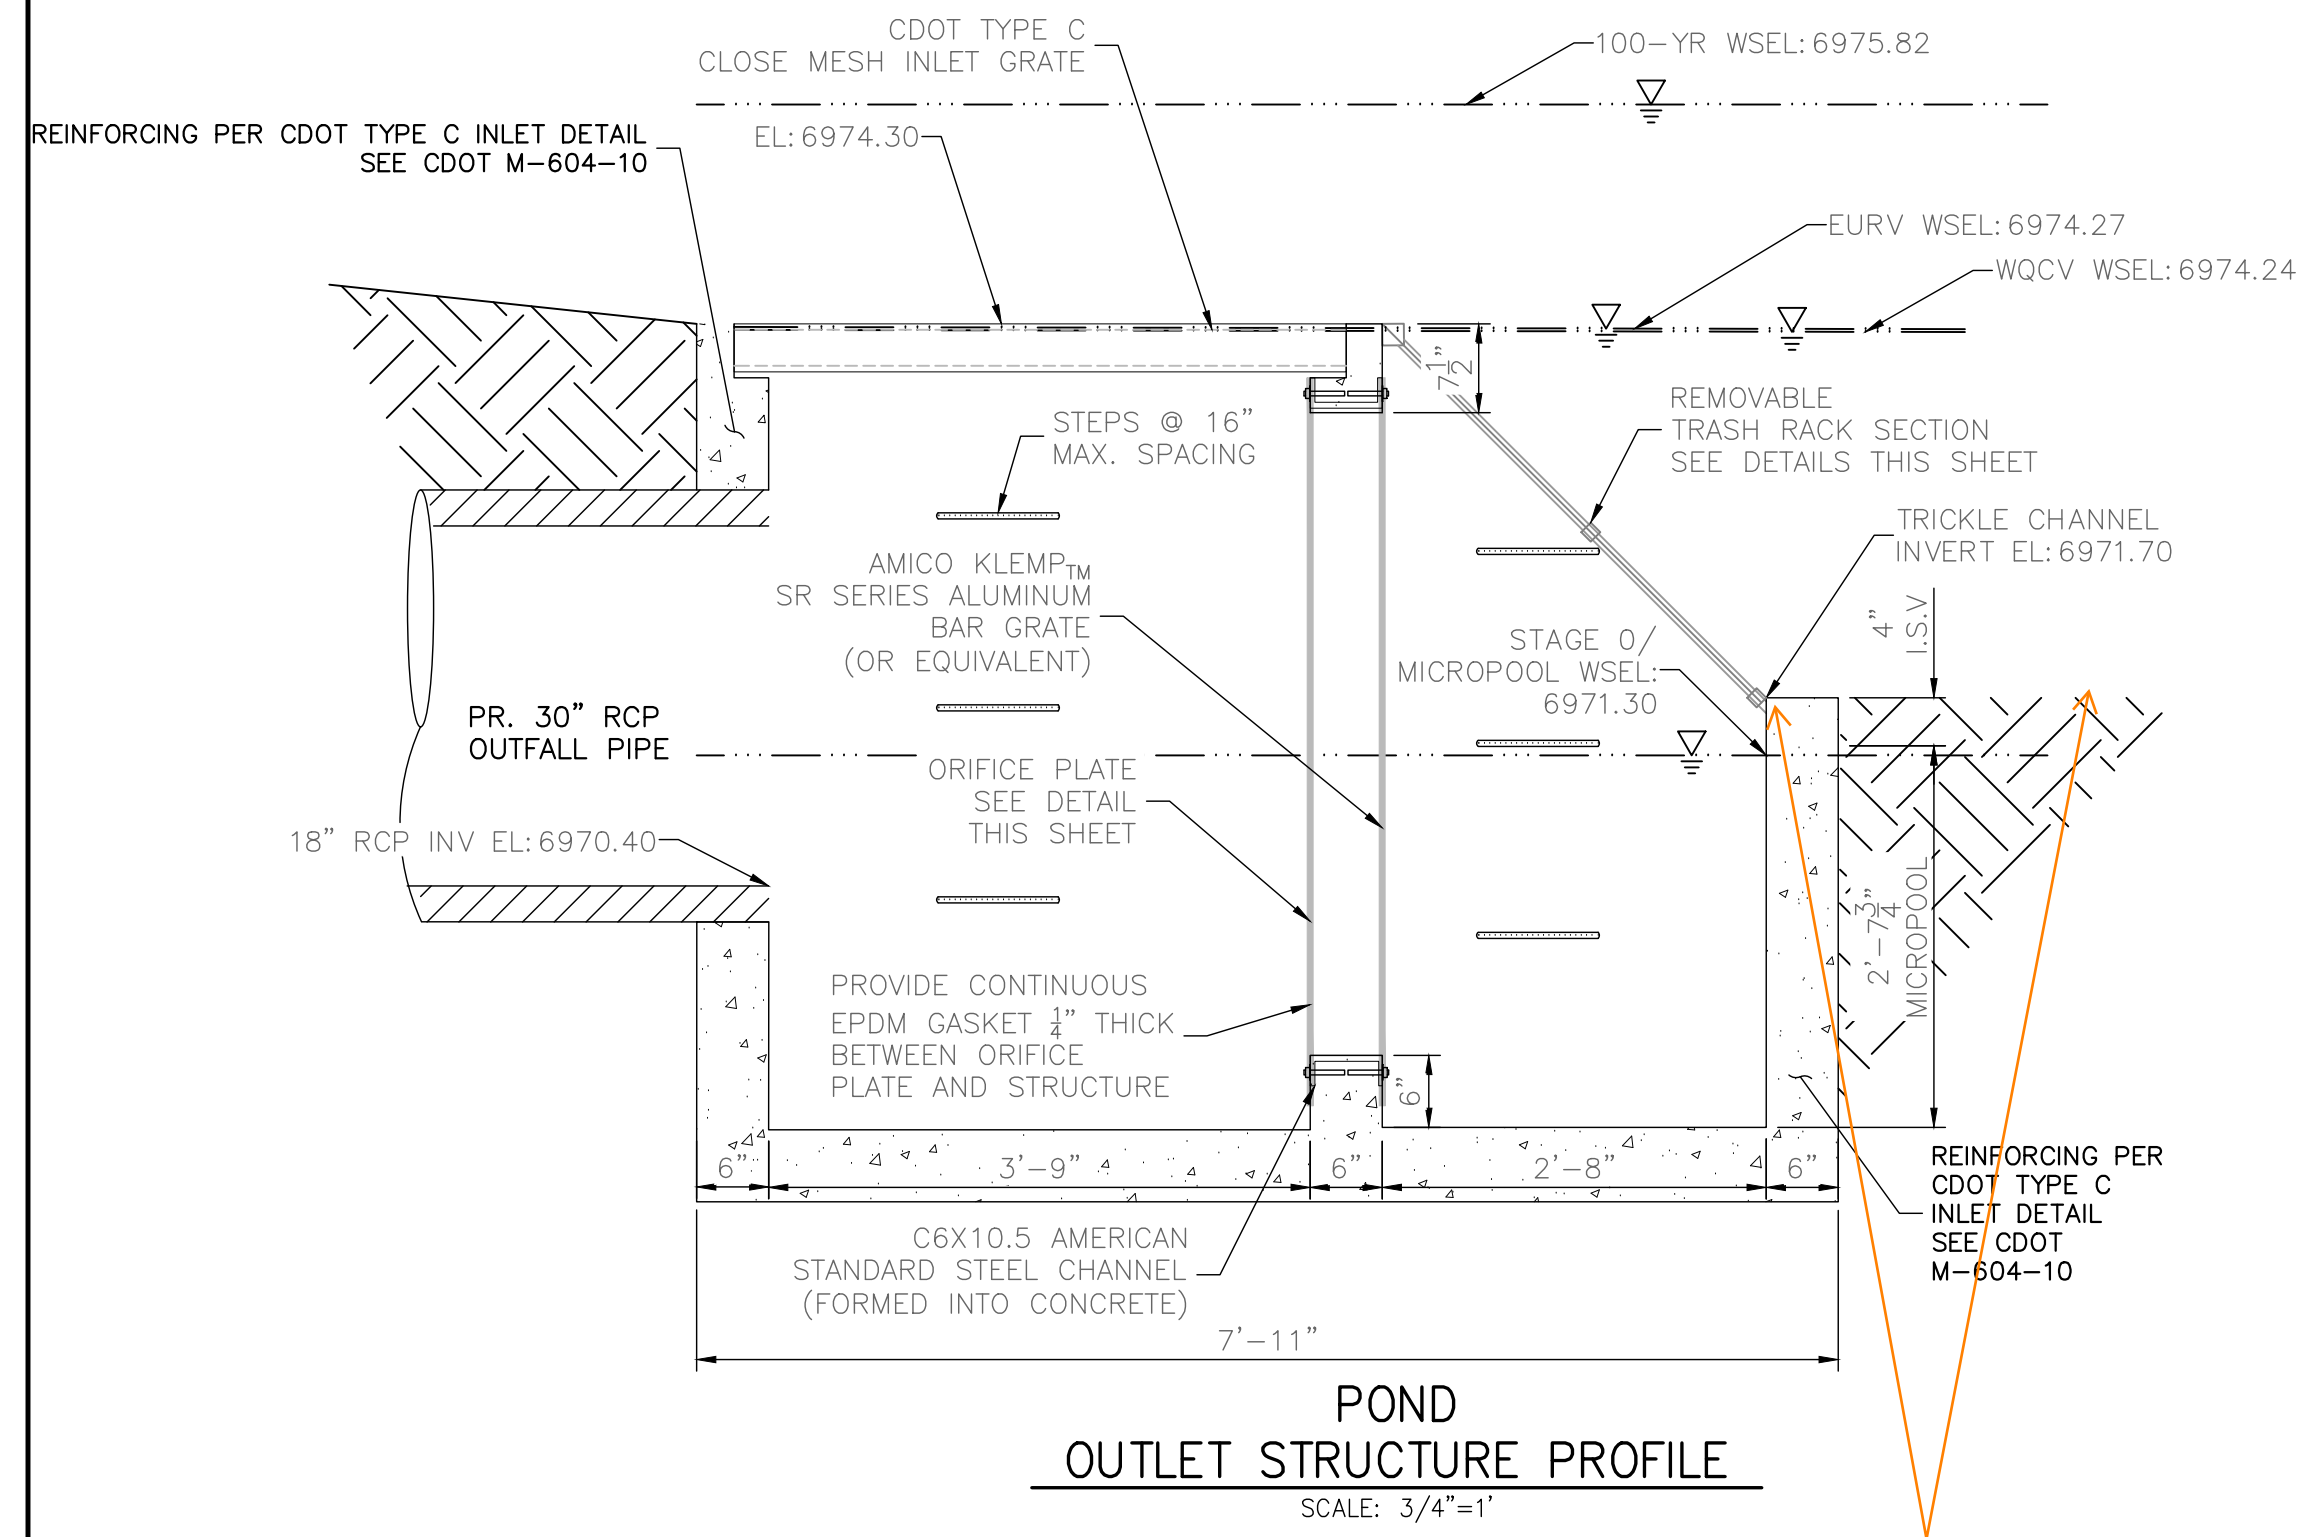 CDOT TYPE C
CLOSE MESH INLET GRATE
100-YR WSEL: 6975.82
REINFORCING PER CDOT TYPE C INLET DETAIL
SEE CDOT M-604-10
EL: 6974.30
EURV WSEL: 6974.27
WQCV WSEL: 6974.24
7 1/2"
STEPS @ 16"
MAX. SPACING
REMOVABLE
TRASH RACK SECTION
SEE DETAILS THIS SHEET
TRICKLE CHANNEL
INVERT EL: 6971.70
AMICO KLEMP™
SR SERIES ALUMINUM
BAR GRATE
(OR EQUIVALENT)
4"
I.S.V
STAGE 0/
MICROPOOL WSEL:
6971.30
PR. 30" RCP
OUTFALL PIPE
ORIFICE PLATE
SEE DETAIL
THIS SHEET
18" RCP INV EL: 6970.40
2'-7 3/4"
MICROPOOL
PROVIDE CONTINUOUS
EPDM GASKET 1/4" THICK
BETWEEN ORIFICE
PLATE AND STRUCTURE
6"
6"
3'-9"
6"
2'-8"
6"
REINFORCING PER
CDOT TYPE C
INLET DETAIL
SEE CDOT
M-604-10
C6X10.5 AMERICAN
STANDARD STEEL CHANNEL
(FORMED INTO CONCRETE)
7'-11"
POND
OUTLET STRUCTURE PROFILE
SCALE: 3/4"=1'